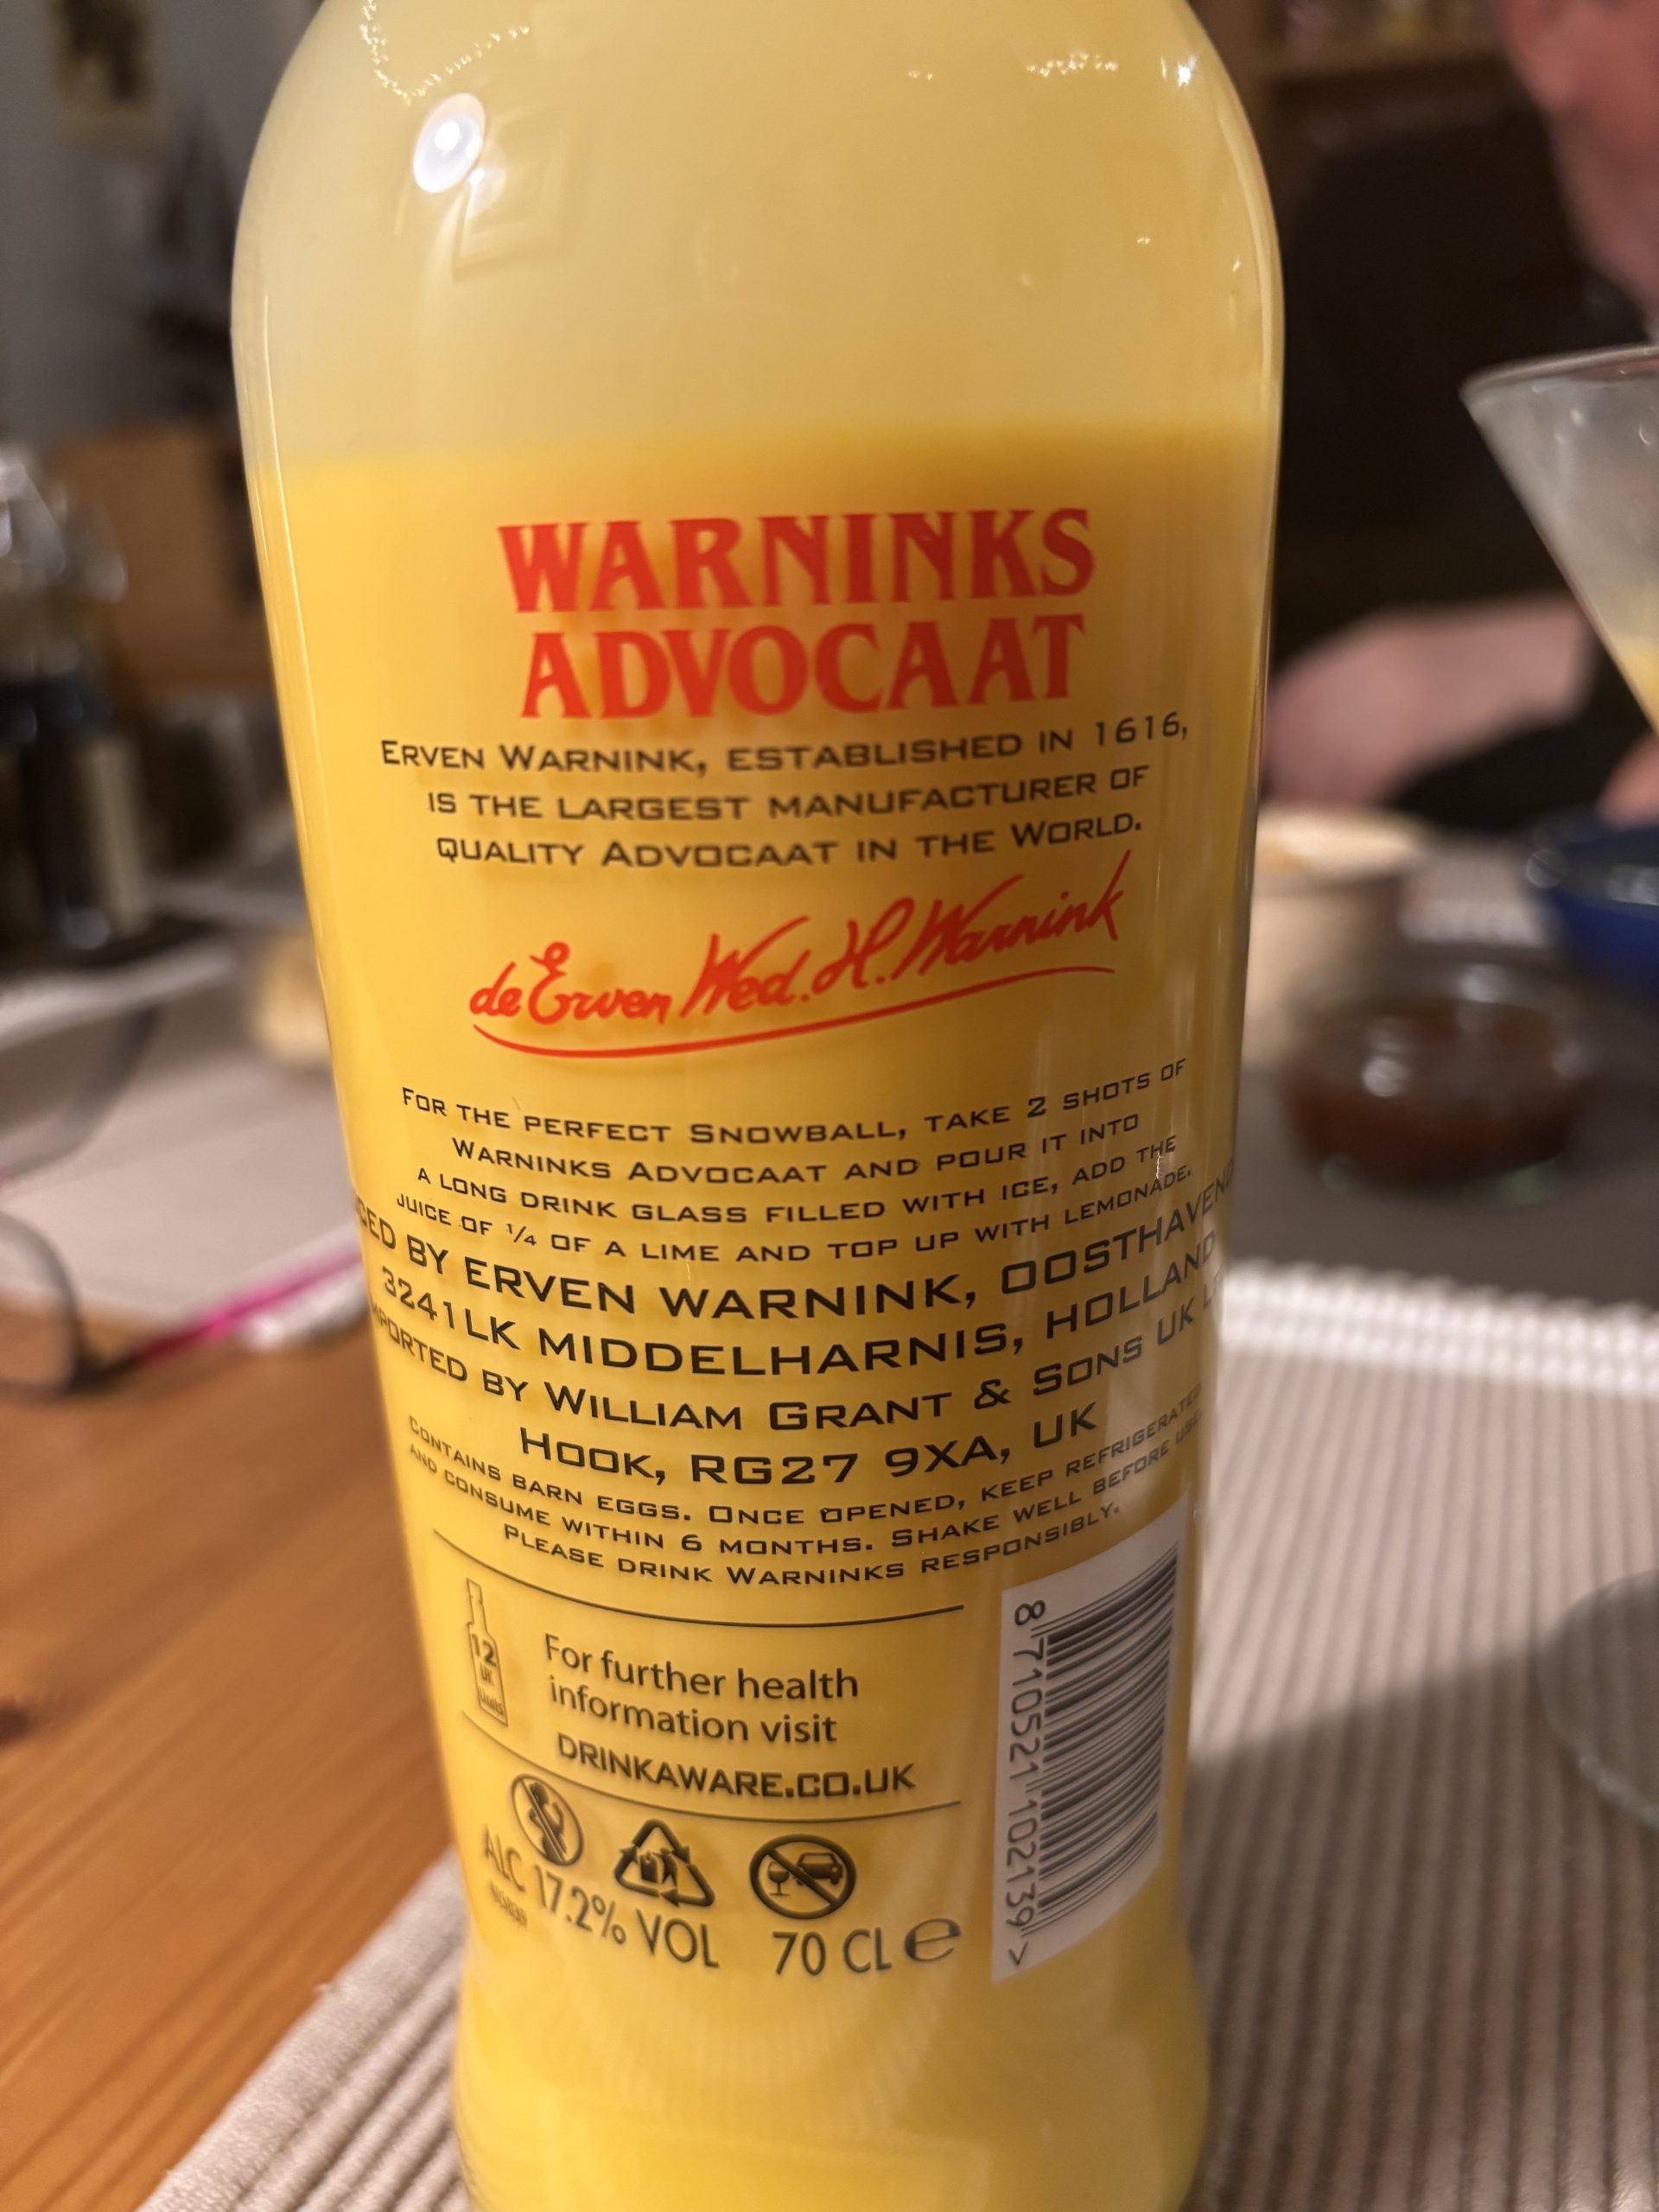 WARNINKS
ADVOCAAT
ERVEN WARNINK, ESTABLISHED IN 1616,
IS THE LARGEST MANUFACTURER OF
QUALITY ADVOCAAT IN THE WORLD.
de Erven Wed. H. Warnink
FOR THE PERFECT SNOWBALL, TAKE 2 SHOTS OF
WARNINKS ADVOCAAT AND POUR IT INTO
A LONG DRINK GLASS FILLED WITH ICE, ADD THE
JUICE OF ¼ OF A LIME AND TOP UP WITH LEMONADE.
BY ERVEN WARNINK,
3241LK MIDDELHARNIS, HOLLAND
IMPORTED BY WILLIAM GRANT & SONS UK
HOOK, RG27 9XA, UK
CONTAINS BARN EGGS. ONCE OPENED, KEEP REFRIGERATED
AND CONSUME WITHIN 6 MONTHS. SHAKE WELL BEFORE USE.
PLEASE DRINK WARNINKS RESPONSIBLY.
12
UK
Units
For further health
information visit
DRINKAWARE.CO.UK
ALC 17.2% VOL 70 CL e
8 710521 102139 >